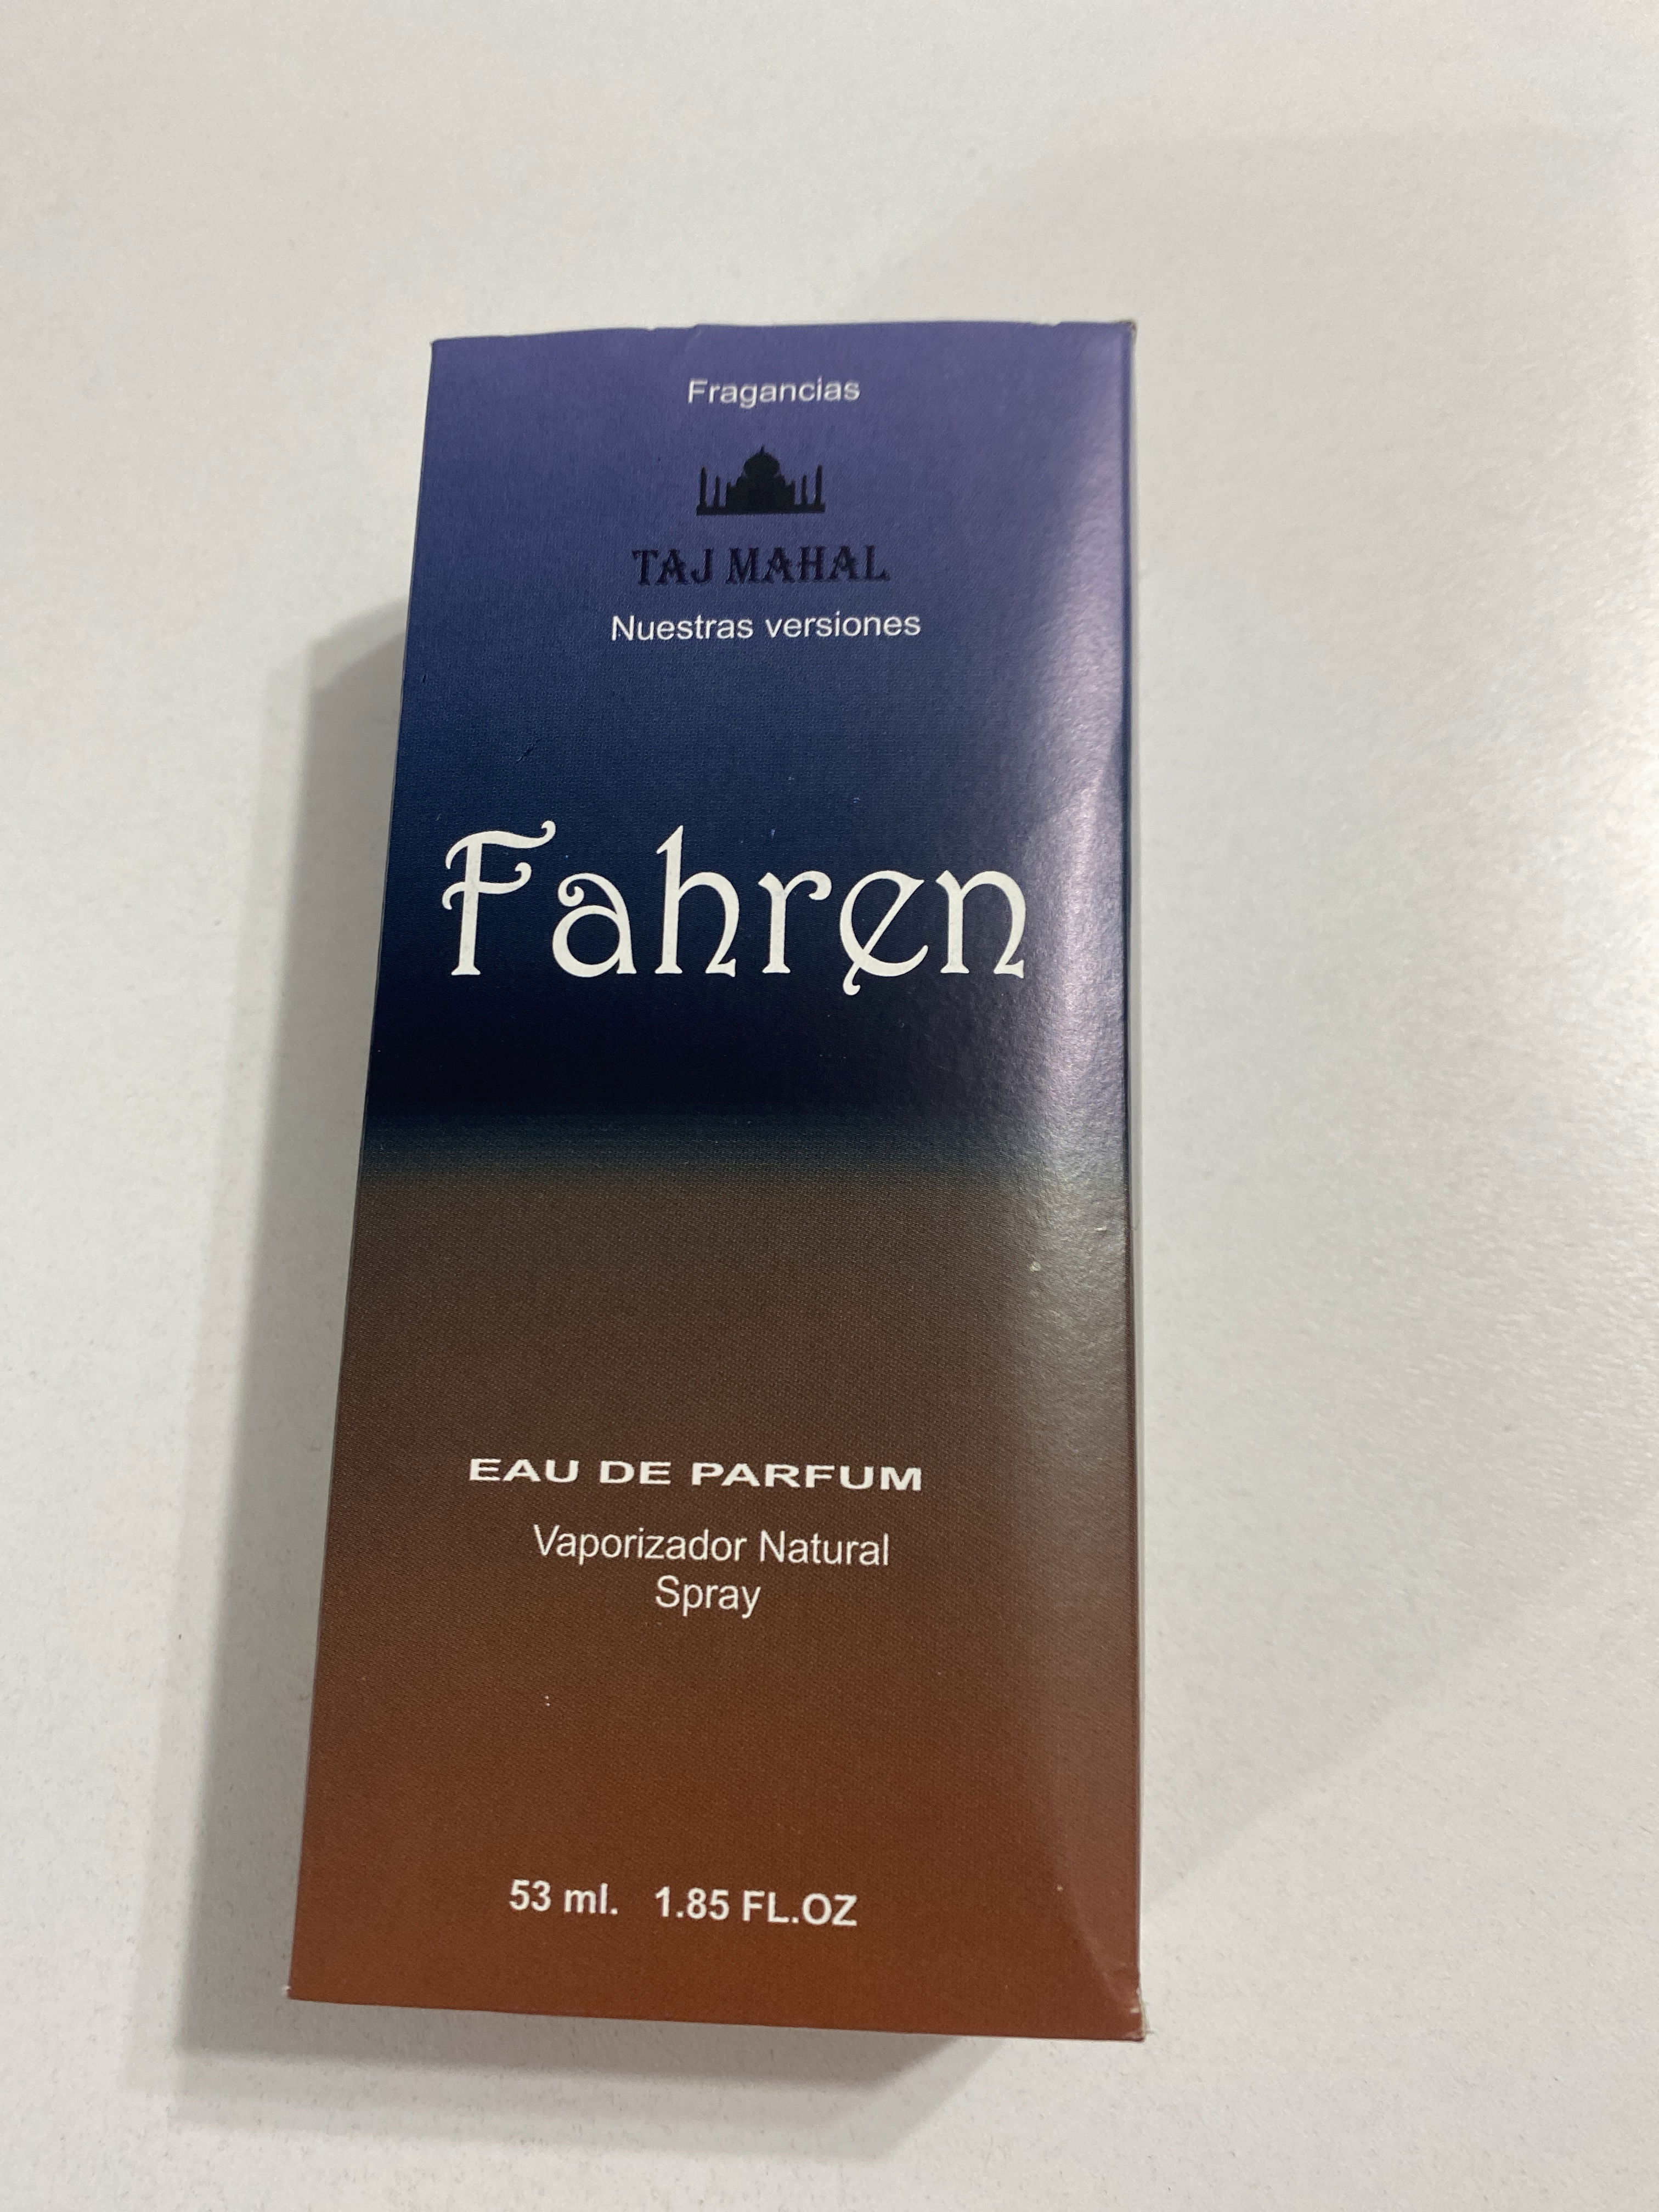 Fragancias
TAJ MAHAL
Nuestras versiones
Fahren
EAU DE PARFUM
Vaporizador Natural
Spray
53 ml. 1.85 FL.OZ